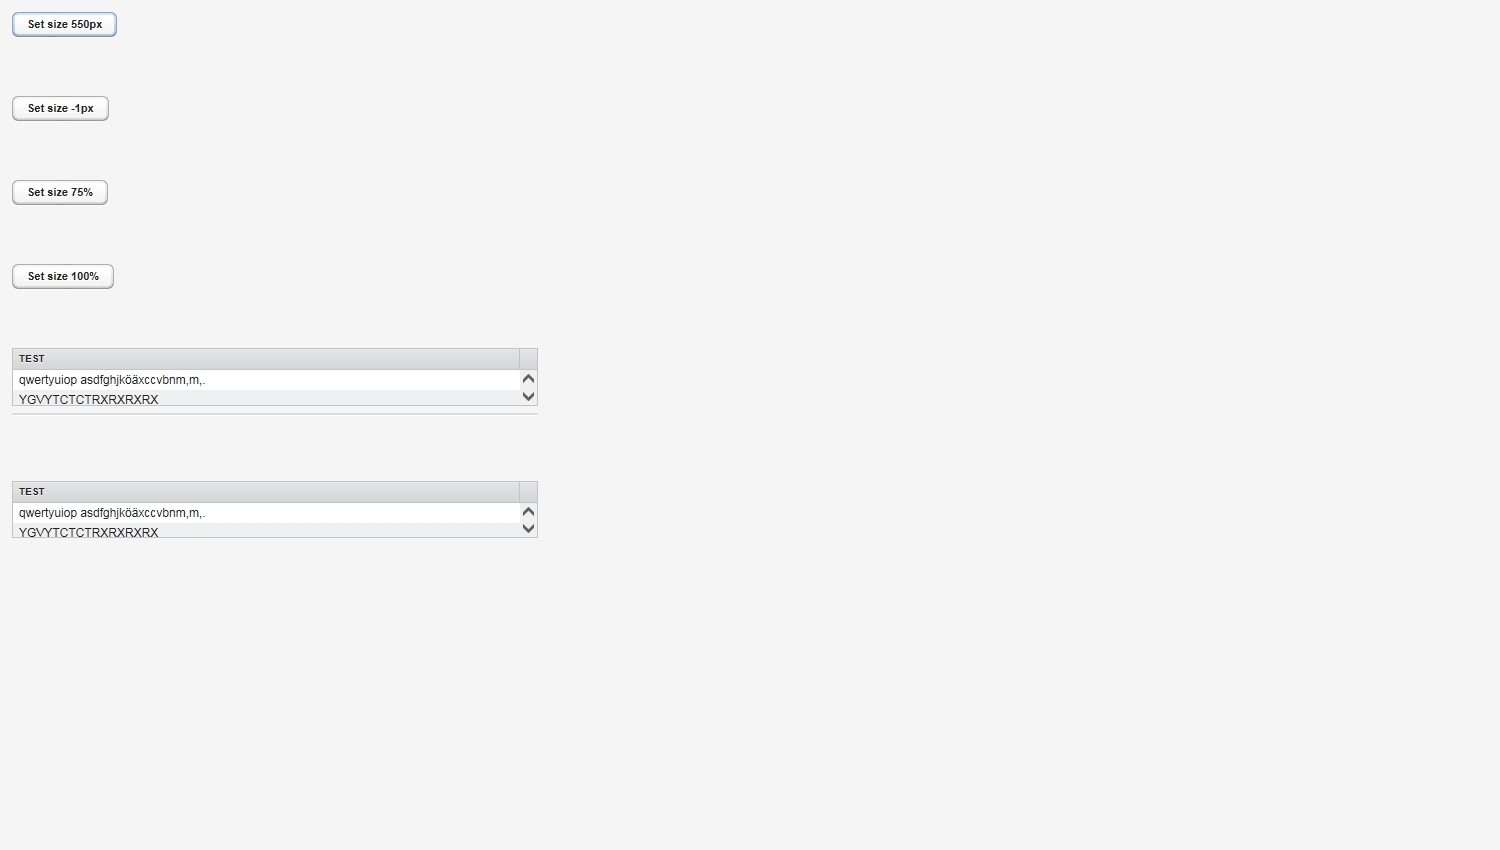 Set size 550px
Set size -1px
Set size 75%
Set size 100%
TEST
qwertyuiop asdfghjköäxccvbnm,m,.
YGVYTCTCTRXRXRXRX
TEST
qwertyuiop asdfghjköäxccvbnm,m,.
YGVYTCTCTRXRXRXRX